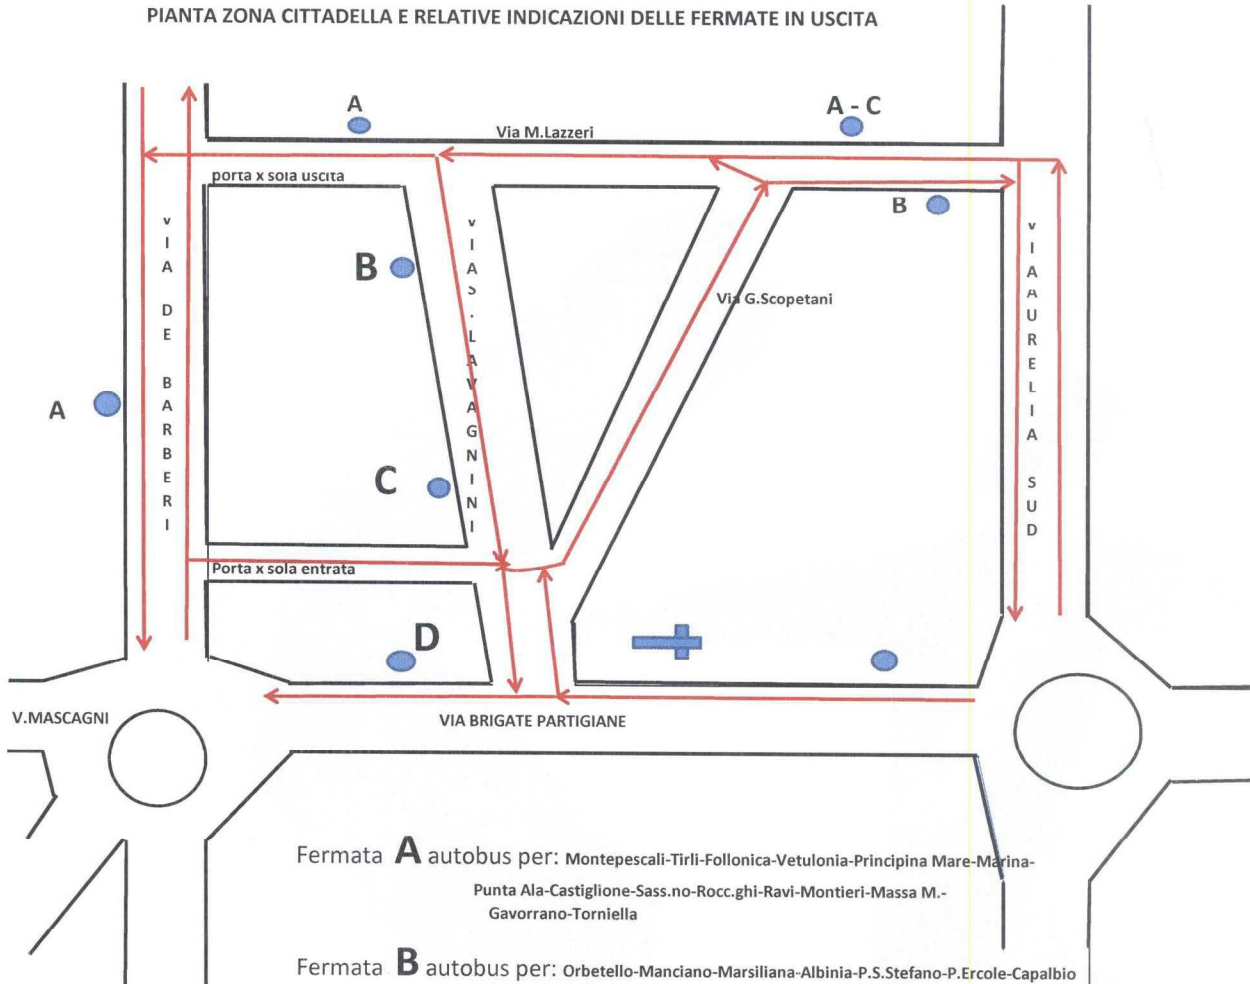 PIANTA ZONA CITTADELLA E RELATIVE INDICAZIONI DELLE FERMATE IN USCITA
A
A - C
Via M.Lazzeri
porta x sola uscita
B
VIA DE BARBERI
B
VIA S. LAVAGNINI
Via G.Scopetani
VIA AURELIA SUD
A
C
Porta x sola entrata
D
V.MASCAGNI
VIA BRIGATE PARTIGIANE
Fermata A autobus per: Montepescali-Tirli-Follonica-Vetulonia-Principina Mare-Marina-
Punta Ala-Castiglione-Sass.no-Rocc.ghi-Ravi-Montieri-Massa M.-
Gavorrano-Torniella
Fermata B autobus per: Orbetello-Manciano-Marsiliana-Albinia-P.S.Stefano-P.Ercole-Capalbio